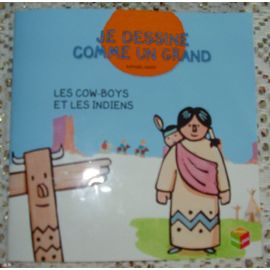 JE DESSINE
COMME UN GRAND
LES COW-BOYS
ET LES INDIENS